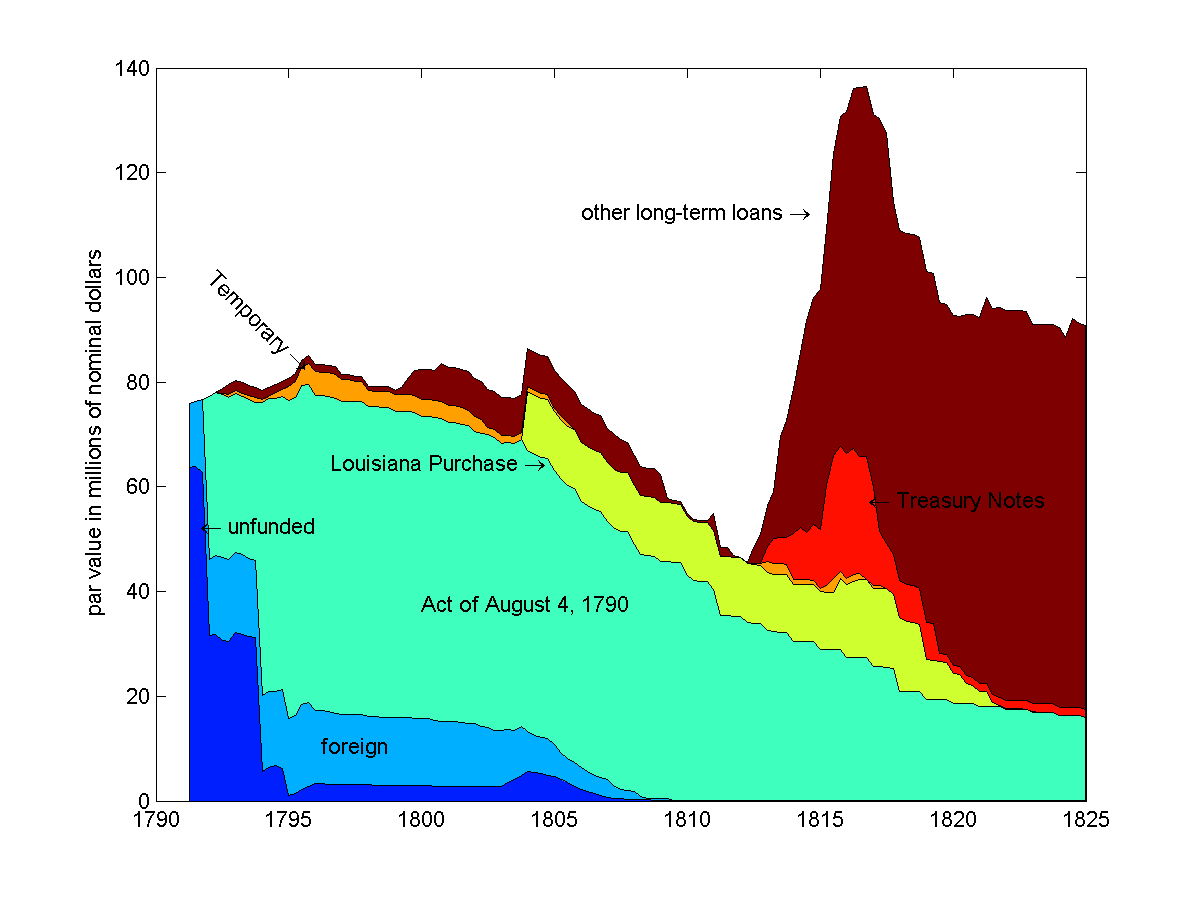 140
120
100
80
60
40
20
0
par value in millions of nominal dollars
other long-term loans →
Temporary →
Louisiana Purchase →
← Treasury Notes
← unfunded
Act of August 4, 1790
foreign
1790 1795 1800 1805 1810 1815 1820 1825